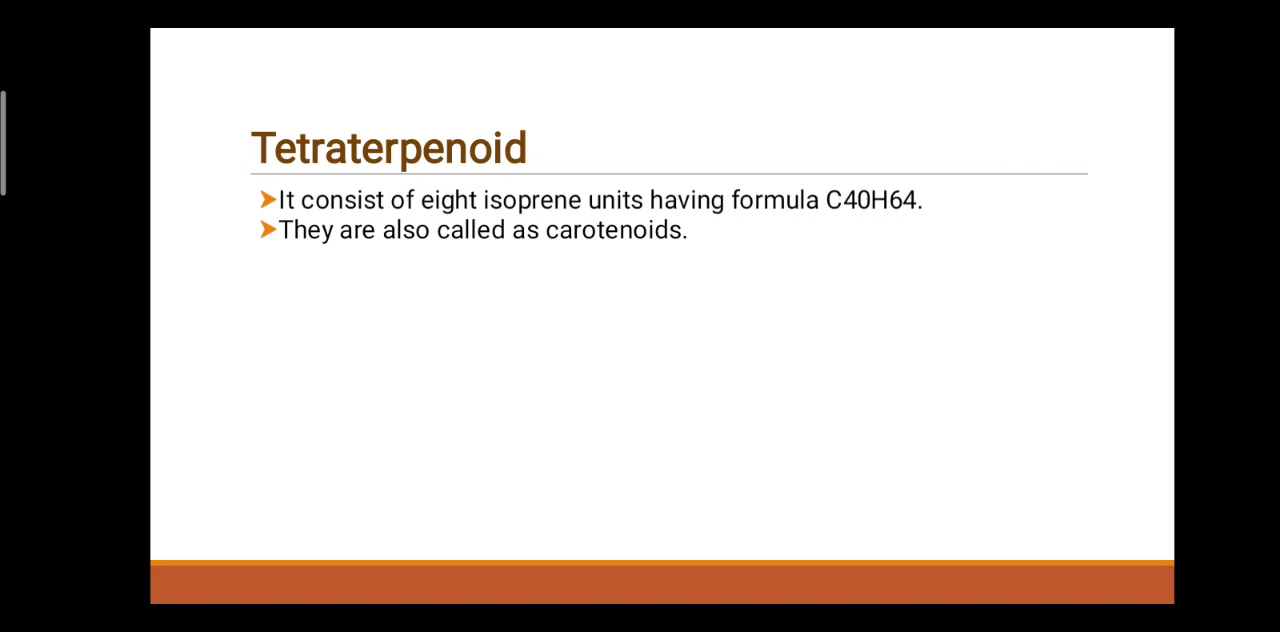 Tetraterpenoid
➤It consist of eight isoprene units having formula C40H64.
➤They are also called as carotenoids.